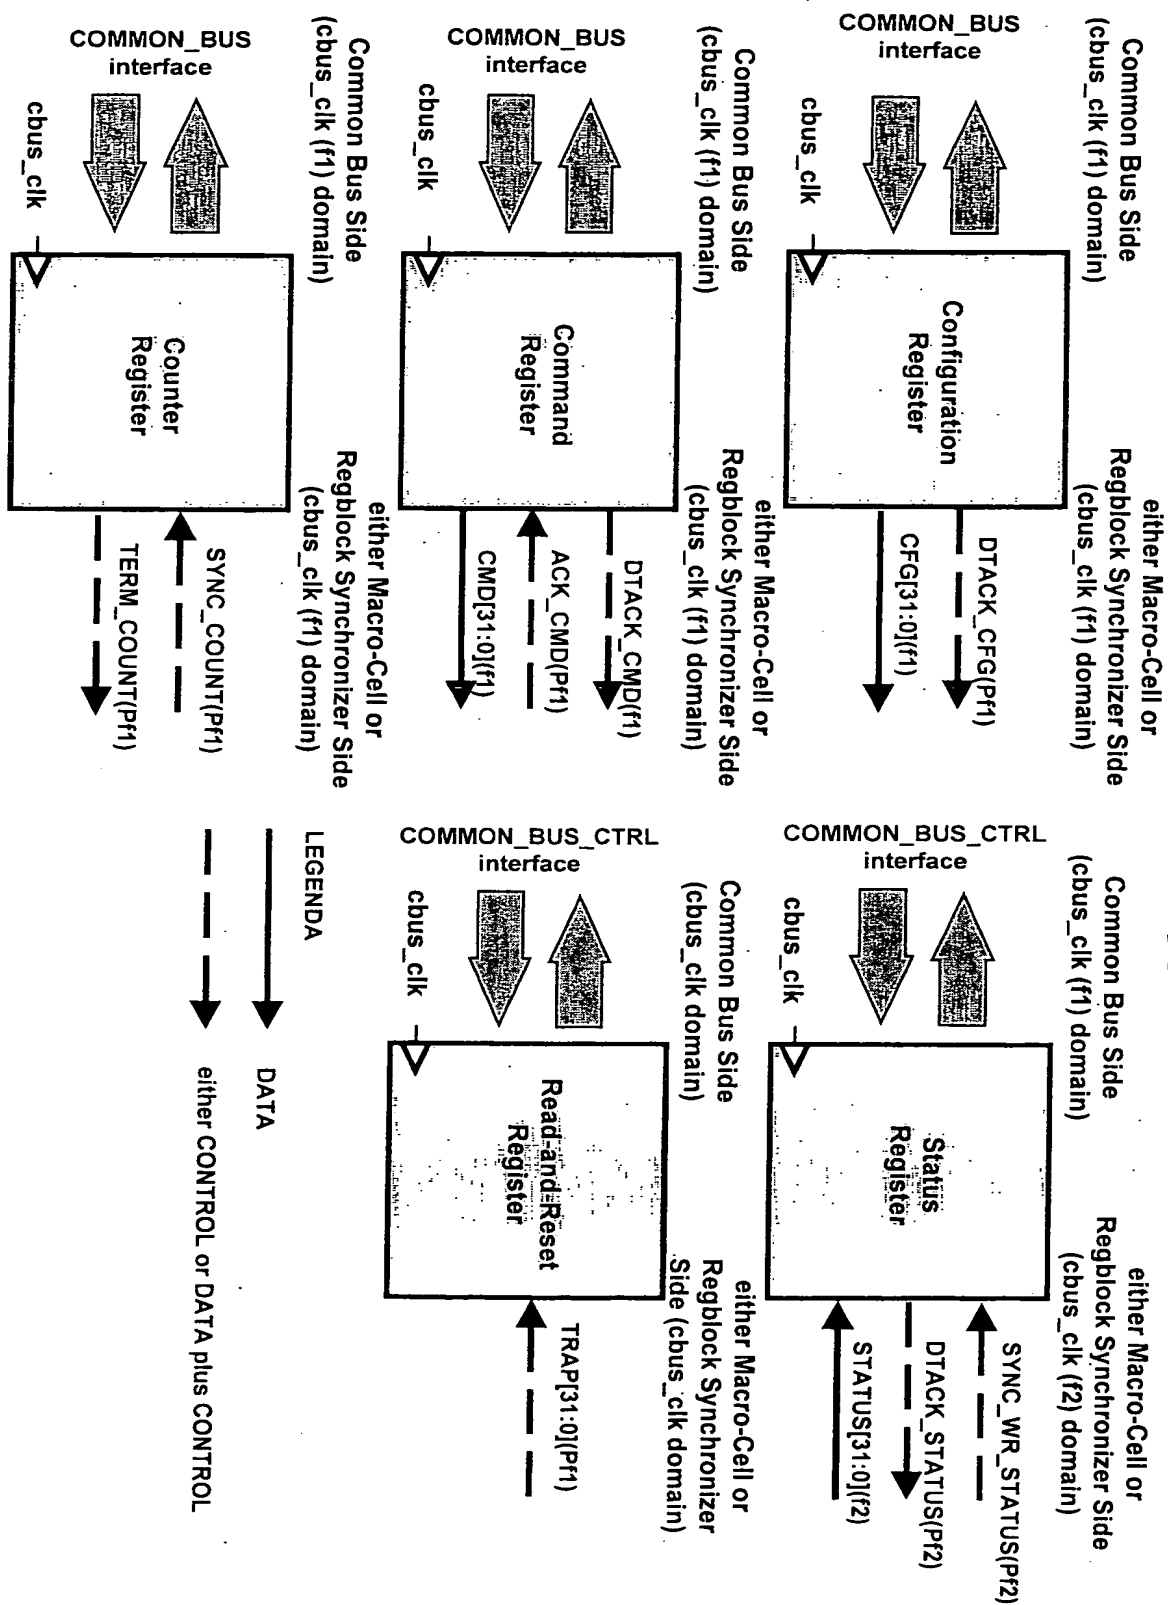 Common Bus Side
(cbus_clk (f1) domain)
either Macro-Cell or
Regblock Synchronizer Side
(cbus_clk (f1) domain)
COMMON_BUS
interface
cbus_clk
Configuration
Register
DTACK_CFG(Pf1)
CFG[31:0](f1)
Common Bus Side
(cbus_clk (f1) domain)
either Macro-Cell or
Regblock Synchronizer Side
(cbus_clk (f1) domain)
COMMON_BUS
interface
cbus_clk
Command
Register
DTACK_CMD(f1)
ACK_CMD(Pf1)
CMD[31:0](f1)
Common Bus Side
(cbus_clk (f1) domain)
either Macro-Cell or
Regblock Synchronizer Side
(cbus_clk (f1) domain)
COMMON_BUS
interface
cbus_clk
Counter
Register
SYNC_COUNT(Pf1)
TERM_COUNT(Pf1)
Common Bus Side
(cbus_clk (f1) domain)
either Macro-Cell or
Regblock Synchronizer Side
(cbus_clk (f2) domain)
COMMON_BUS_CTRL
interface
cbus_clk
Status
Register
SYNC_WR_STATUS(Pf2)
DTACK_STATUS(Pf2)
STATUS[31:0](f2)
Common Bus Side
(cbus_clk domain)
either Macro-Cell or
Regblock Synchronizer
Side (cbus_clk domain)
COMMON_BUS_CTRL
interface
cbus_clk
Read-and-Reset
Register
TRAP[31:0](Pf1)
LEGENDA
DATA
either CONTROL or DATA plus CONTROL